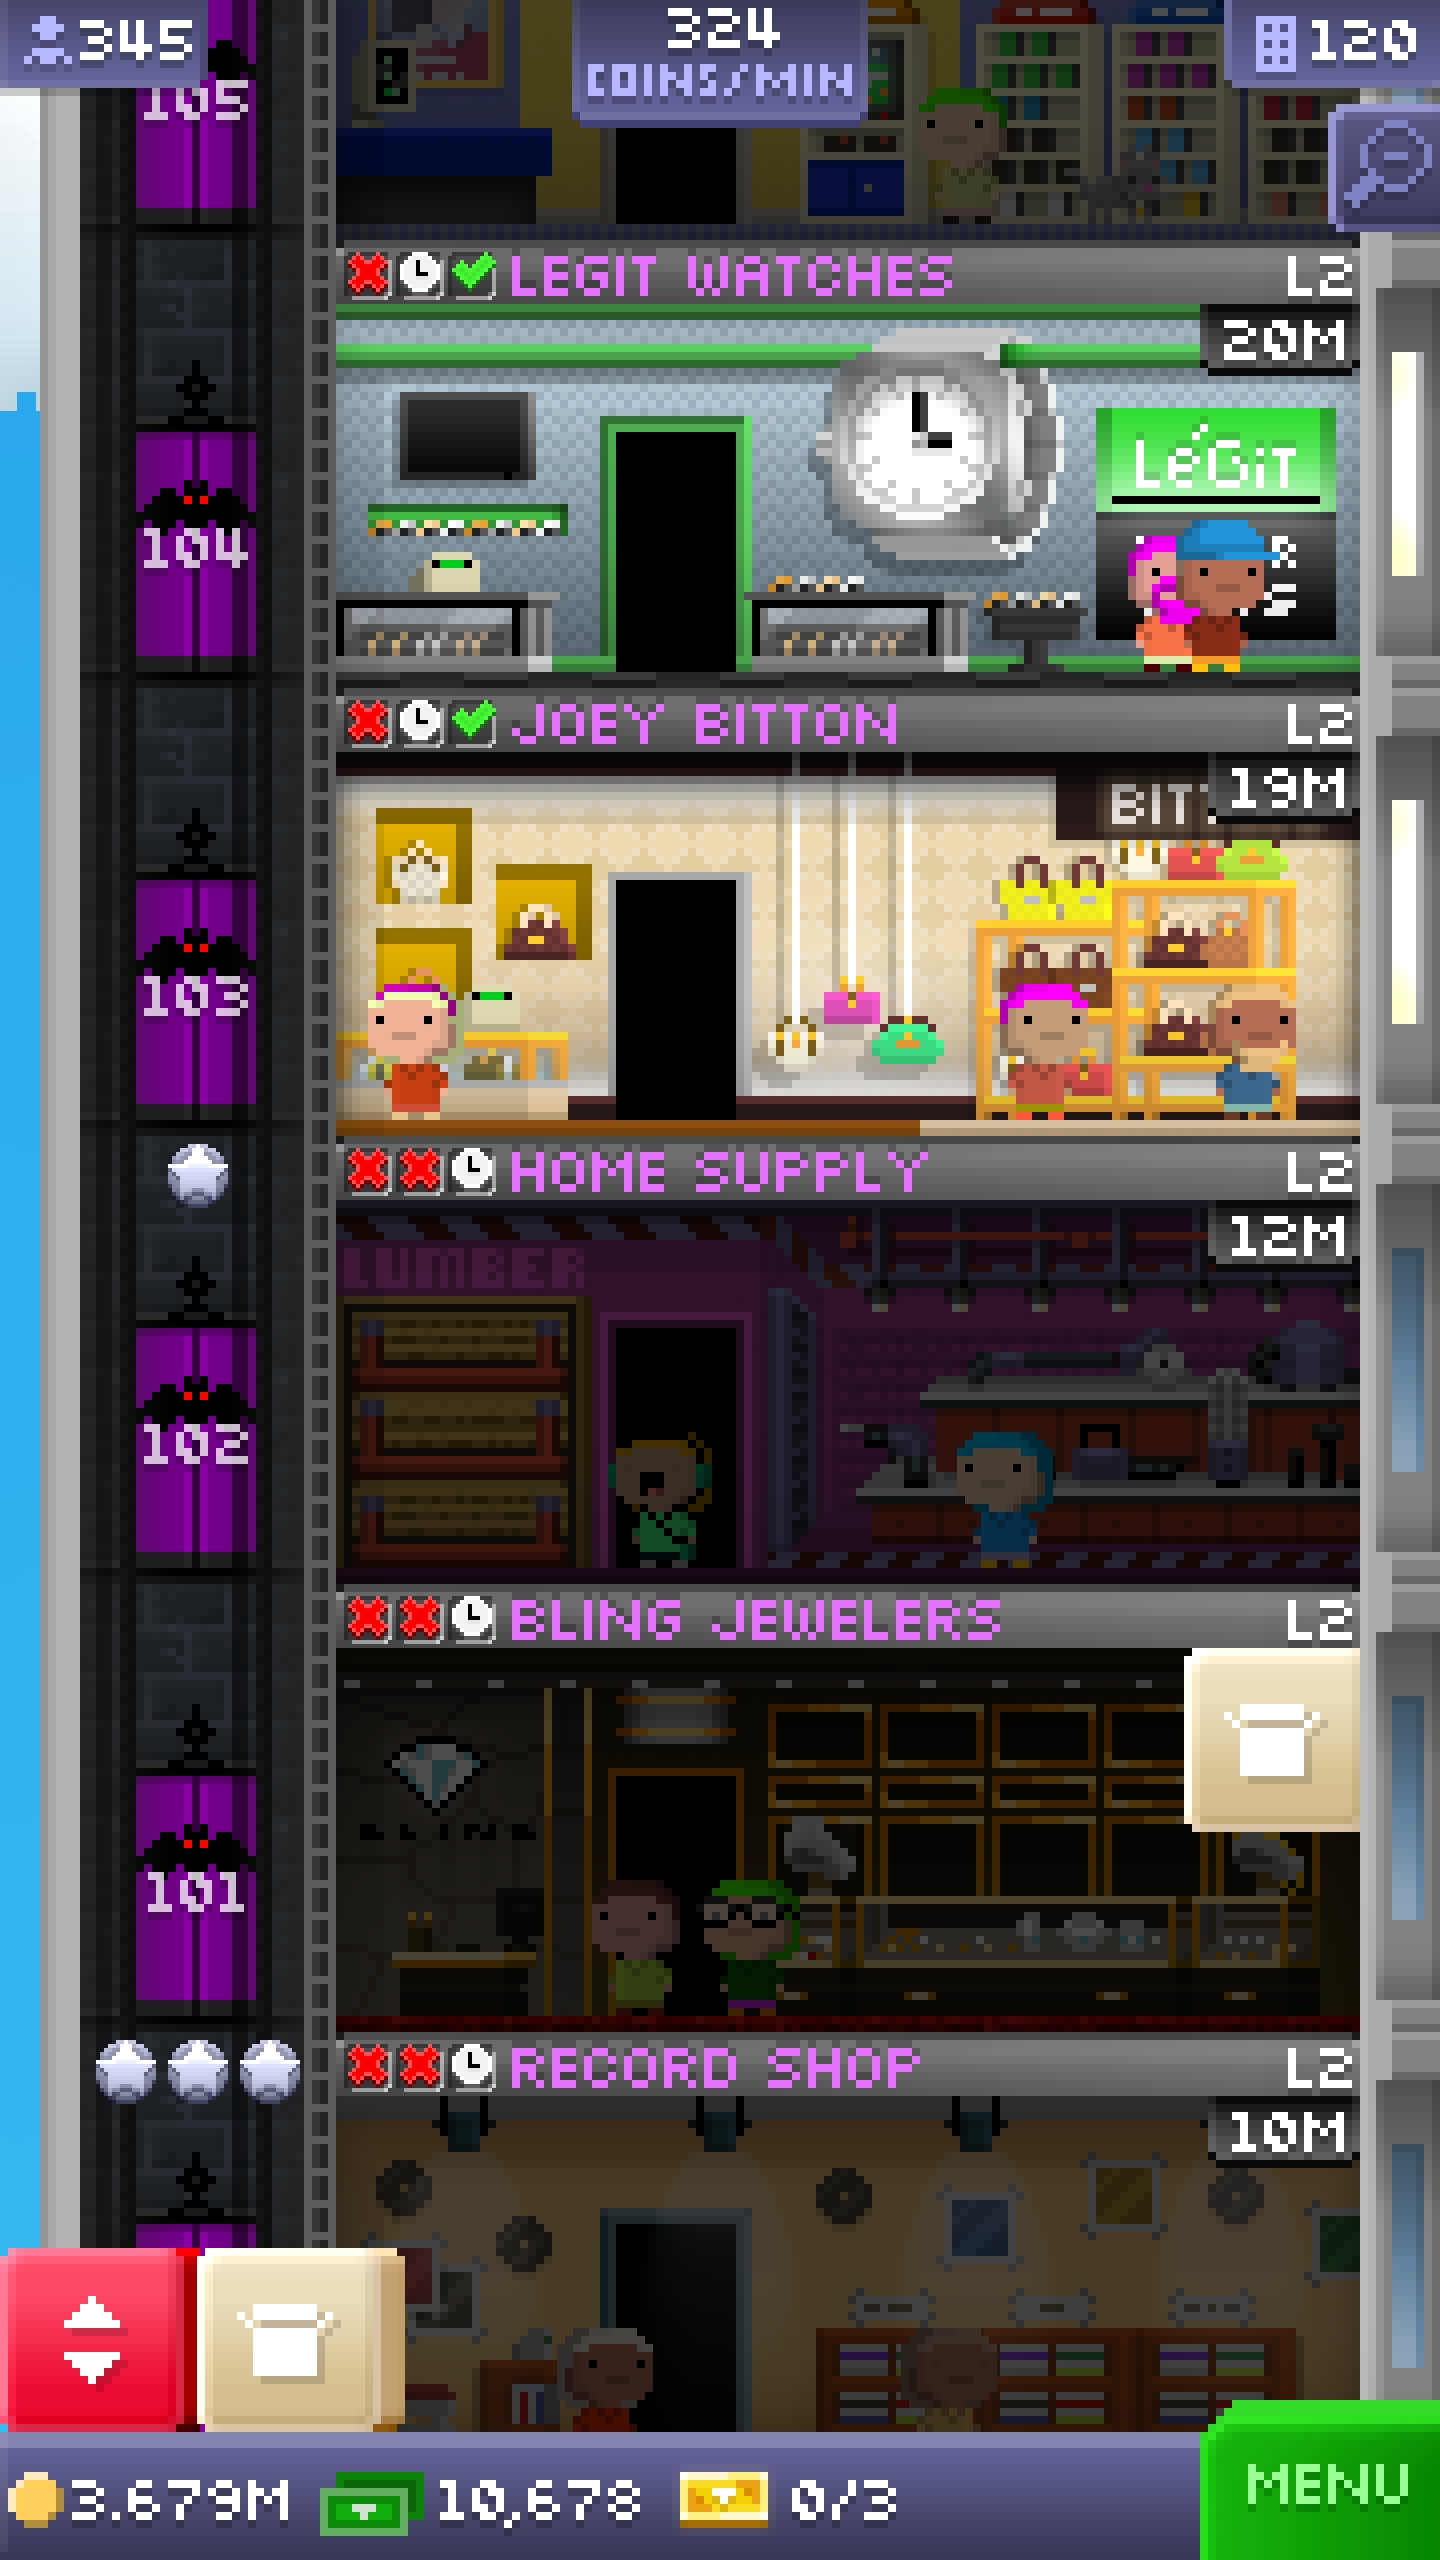 345
324
COINS/MIN
120
105
LEGIT WATCHES
L2
20M
LéGiT
104
JOEY BITTON
L2
19M
BIT
103
HOME SUPPLY
L2
12M
LUMBER
102
BLING JEWELERS
L2
BLING
101
RECORD SHOP
L2
10M
3.679M
10,678
0/3
MENU